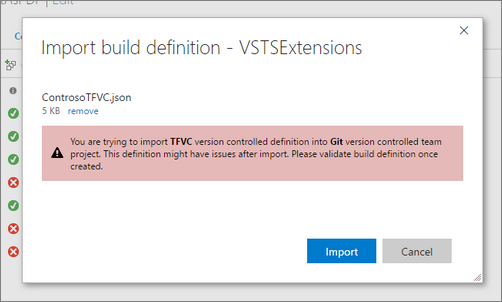 Edit
Import build definition - VSTSExtensions
ControsoTFVC.json
5 KB remove
You are trying to import TFVC version controlled definition into Git version controlled team
project. This definition might have issues after import. Please validate build definition once
created.
Import Cancel